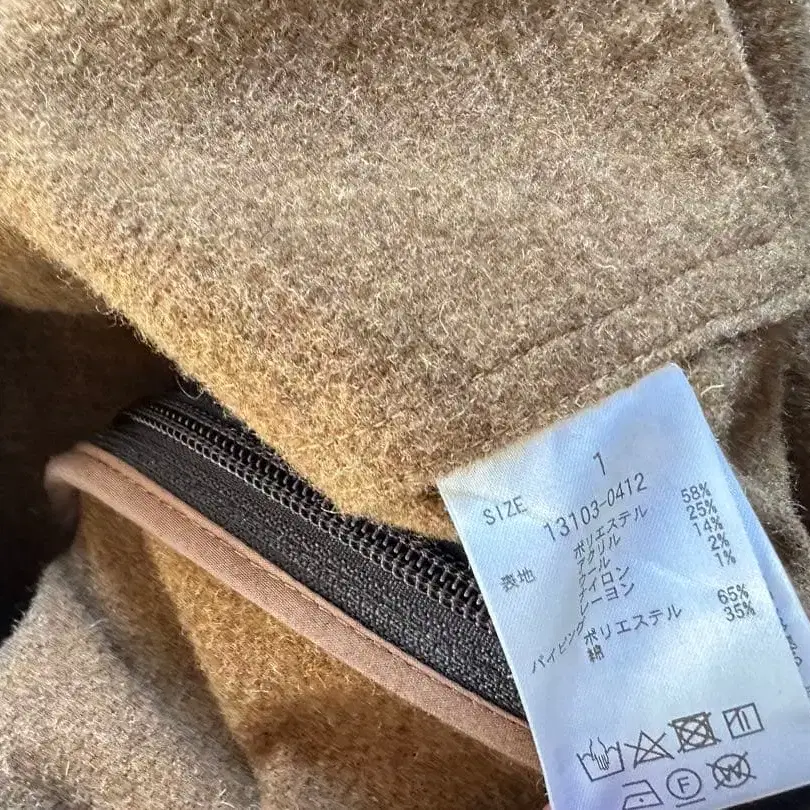 SIZE 1
13103-0412
表地 ポリエステル 58%
アクリル 25%
ウール 14%
ナイロン 2%
レーヨン 1%
パイピング ポリエステル 65%
綿 35%
F
W